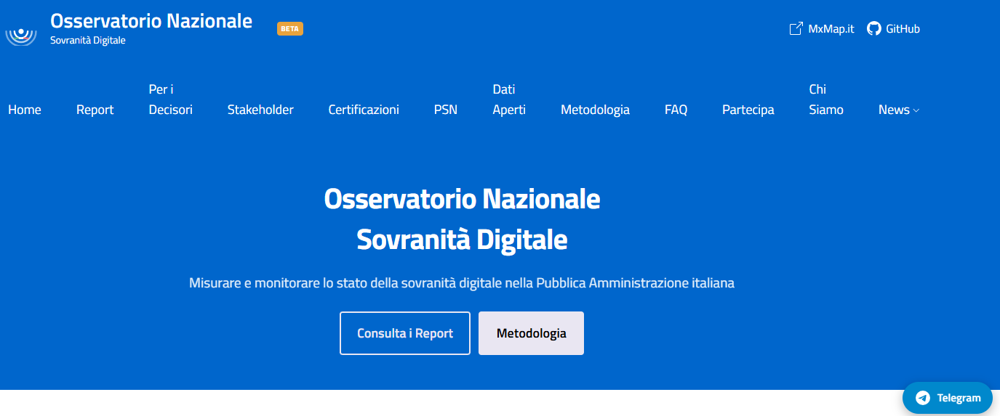 Osservatorio Nazionale
Sovranità Digitale
BETA
MxMap.it
GitHub
Home
Report
Per i
Decisori
Stakeholder
Certificazioni
PSN
Dati
Aperti
Metodologia
FAQ
Partecipa
Chi
Siamo
News
Osservatorio Nazionale
Sovranità Digitale
Misurare e monitorare lo stato della sovranità digitale nella Pubblica Amministrazione italiana
Consulta i Report
Metodologia
Telegram